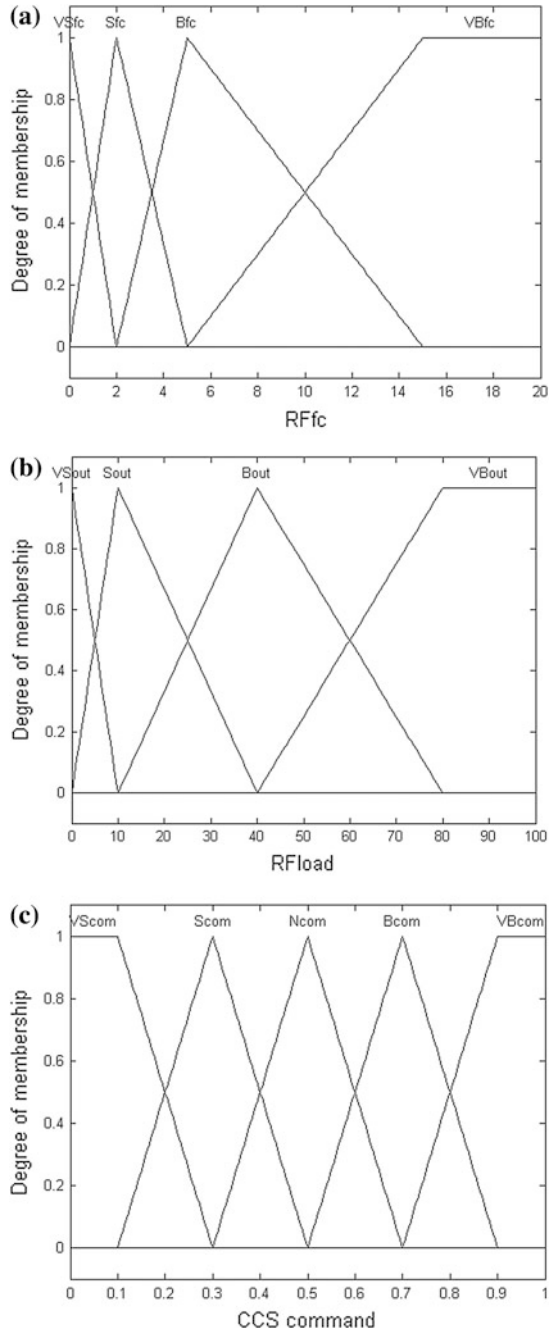 (a)
VSfc Sfc Bfc VBfc
1
0.8
0.6
0.4
0.2
0
Degree of membership
0 2 4 6 8 10 12 14 16 18 20
RFfc
(b)
VSout Sout Bout VBout
1
0.8
0.6
0.4
0.2
0
Degree of membership
0 10 20 30 40 50 60 70 80 90 100
RFload
(c)
VScom Scom Ncom Bcom VBcom
1
0.8
0.6
0.4
0.2
0
Degree of membership
0 0.1 0.2 0.3 0.4 0.5 0.6 0.7 0.8 0.9 1
CCS command